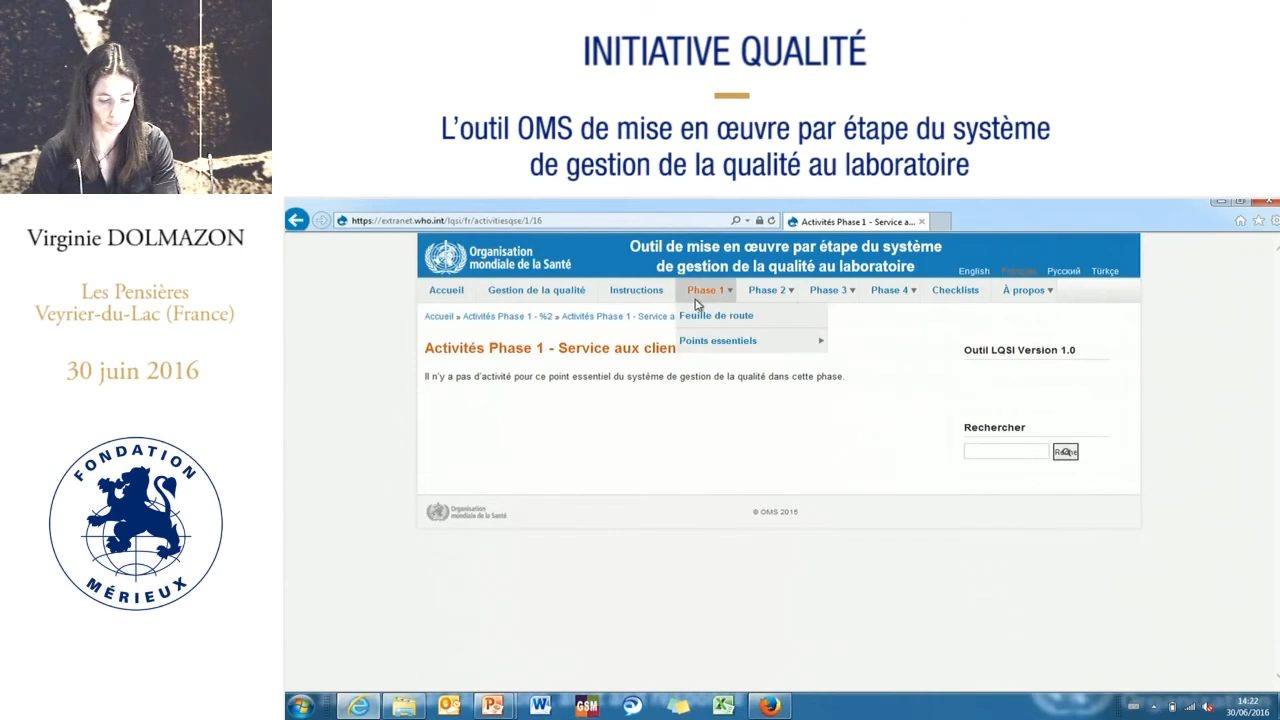 INITIATIVE QUALITÉ
L'outil OMS de mise en œuvre par étape du système
de gestion de la qualité au laboratoire
Virginie DOLMAZON
Les Pensières
Veyrier-du-Lac (France)
30 juin 2016
FONDATION
MÉRIEUX
https://extranet.who.int/lqsi/fr/activitiesqse/1/16
Activités Phase 1 - Service a...
Organisation
mondiale de la Santé
Outil de mise en œuvre par étape du système
de gestion de la qualité au laboratoire
English Français Русский Türkçe
Accueil Gestion de la qualité Instructions Phase 1 Phase 2 Phase 3 Phase 4 Checklists À propos
Accueil » Activités Phase 1 - %2 » Activités Phase 1 - Service a
Feuille de route
Points essentiels
Activités Phase 1 - Service aux clien
Il n'y a pas d'activité pour ce point essentiel du système de gestion de la qualité dans cette phase.
Outil LQSI Version 1.0
Rechercher
Organisation
mondiale de la Santé
© OMS 2015
GSM
14:22
30/06/2016